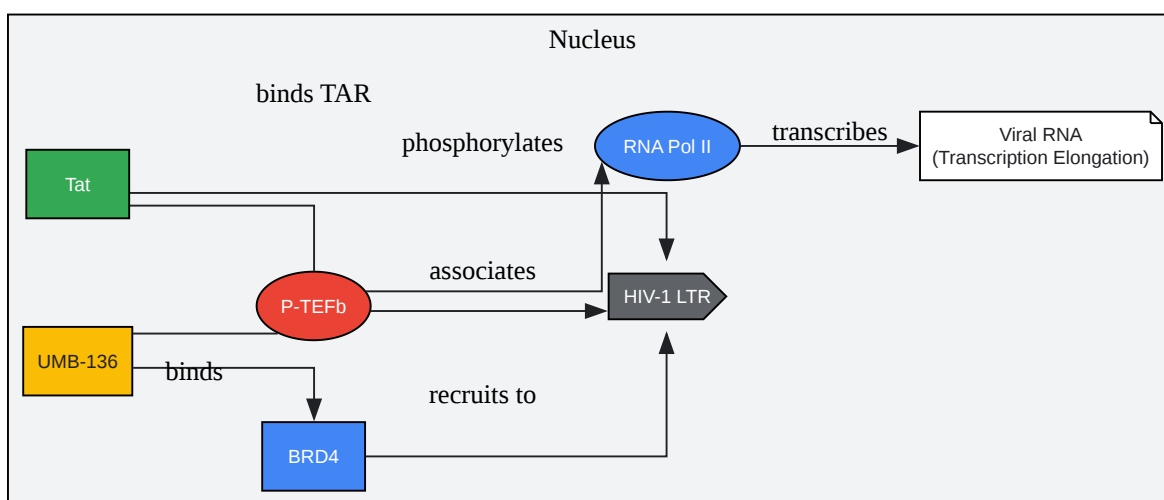 Nucleus
binds TAR
phosphorylates
RNA Pol II
transcribes
Viral RNA
(Transcription Elongation)
Tat
associates
P-TEFb
HIV-1 LTR
UMB-136
binds
recruits to
BRD4